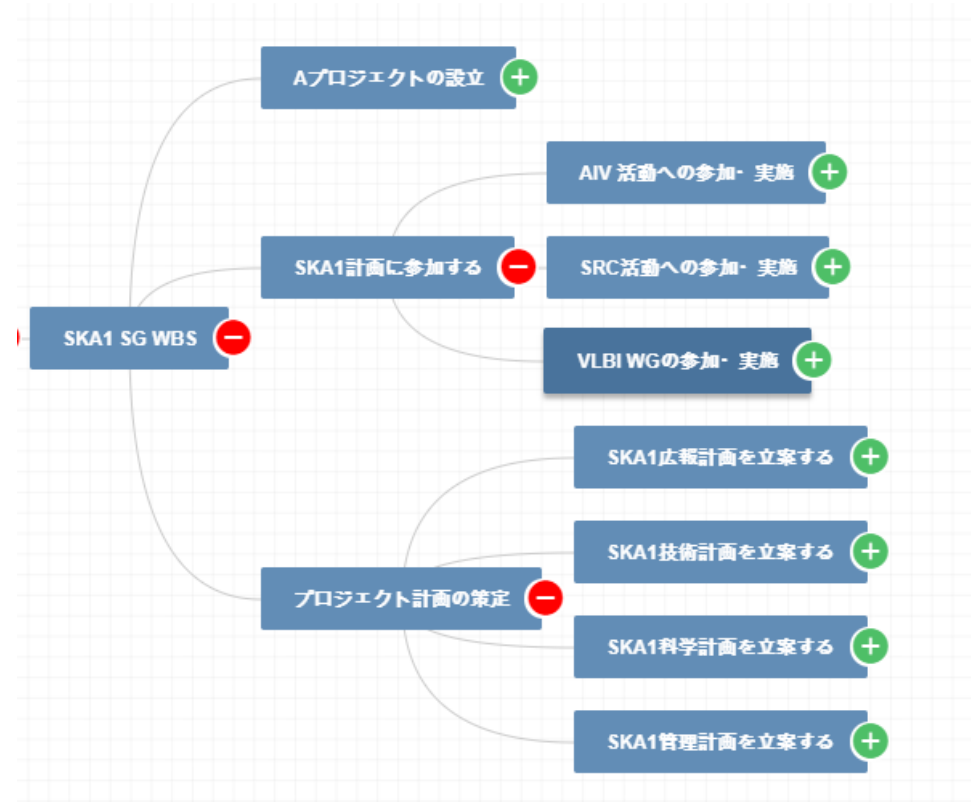 Aプロジェクトの設立
AIV 活動への参加・実施
SKA1計画に参加する
SRC活動への参加・実施
SKA1 SG WBS
VLBI WGの参加・実施
SKA1広報計画を立案する
SKA1技術計画を立案する
プロジェクト計画の策定
SKA1科学計画を立案する
SKA1管理計画を立案する